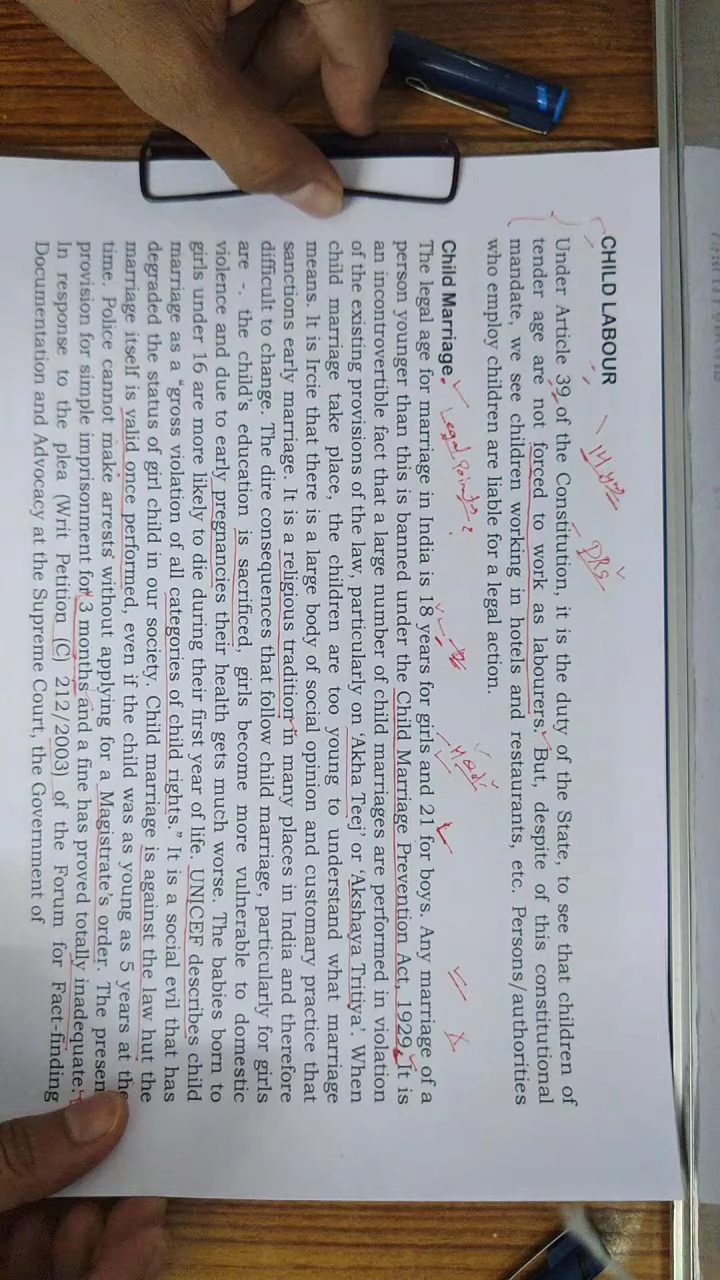 CHILD LABOUR
14 yrs
DPS
Under Article 39 of the Constitution, it is the duty of the State, to see that children of
tender age are not forced to work as labourers. But, despite of this constitutional
mandate, we see children working in hotels and restaurants, etc. Persons/authorities
who employ children are liable for a legal action.
Child Marriage.
Legal Points
The legal age for marriage in India is 18 years for girls and 21 for boys. Any marriage of a
person younger than this is banned under the Child Marriage Prevention Act, 1929. It is
an incontrovertible fact that a large number of child marriages are performed in violation
of the existing provisions of the law, particularly on 'Akha Teej' or 'Akshaya Tritiya'. When
child marriage take place, the children are too young to understand what marriage
means. It is Ircie that there is a large body of social opinion and customary practice that
sanctions early marriage. It is a religious tradition in many places in India and therefore
difficult to change. The dire consequences that follow child marriage, particularly for girls
are -. the child's education is sacrificed, girls become more vulnerable to domestic
violence and due to early pregnancies their health gets much worse. The babies born to
girls under 16 are more likely to die during their first year of life. UNICEF describes child
marriage as a "gross violation of all categories of child rights." It is a social evil that has
degraded the status of girl child in our society. Child marriage is against the law hut the
marriage itself is valid once performed, even if the child was as young as 5 years at the
time. Police cannot make arrests without applying for a Magistrate's order. The presen
provision for simple imprisonment for 3 months and a fine has proved totally inadequate.
In response to the plea (Writ Petition (C) 212/2003) of the Forum for Fact-finding
Documentation and Advocacy at the Supreme Court, the Government of